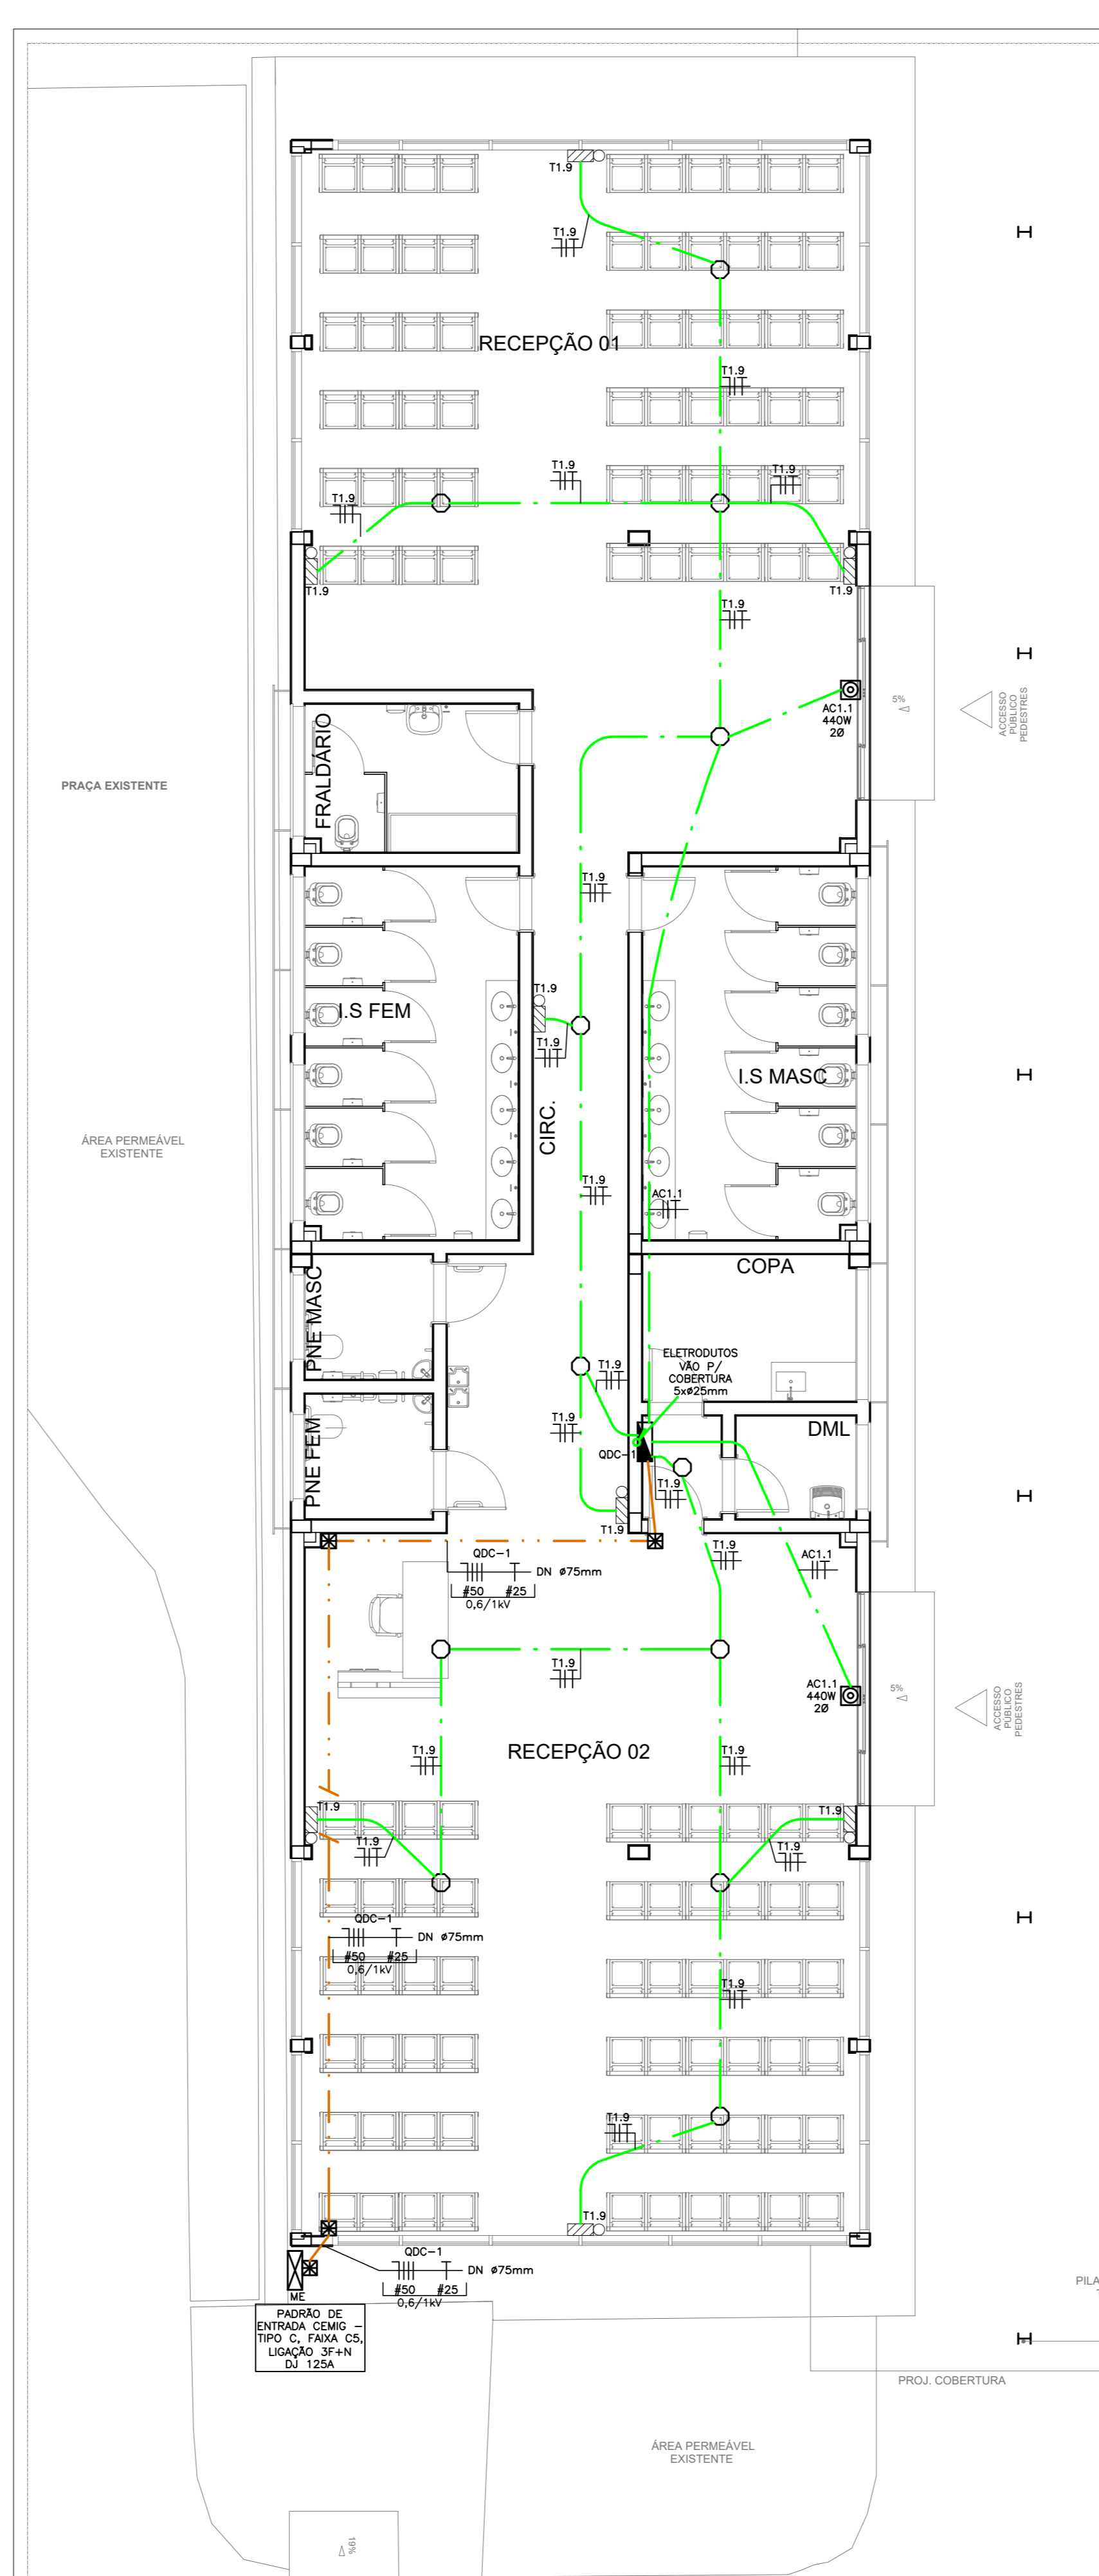 T1.9
T1.9
RECEPÇÃO 01
T1.9
T1.9
T1.9
T1.9
T1.9
T1.9
T1.9
AC1.1
440W
2Ø
5%
ACCESSO
PÚBLICO
PEDESTRES
FRALDÁRIO
PRAÇA EXISTENTE
T1.9
T1.9
I.S FEM
T1.9
I.S MASC
CIRC.
ÁREA PERMEÁVEL
EXISTENTE
T1.9
AC1.1
COPA
PNE MASC
ELETRODUTOS
VÃO P/
COBERTURA
5xø25mm
T1.9
T1.9
DML
QDC-1
PNE FEM
T1.9
T1.9
T1.9
AC1.1
QDC-1
DN ø75mm
#50 #25
0,6/1kV
T1.9
AC1.1
440W
2Ø
5%
ACCESSO
PÚBLICO
PEDESTRES
RECEPÇÃO 02
T1.9
T1.9
T1.9
T1.9
T1.9
T1.9
QDC-1
DN ø75mm
#50 #25
0,6/1kV
T1.9
T1.9
T1.9
QDC-1
DN ø75mm
#50 #25
0,6/1kV
ME
PADRÃO DE
ENTRADA CEMIG -
TIPO C, FAIXA C5,
LIGAÇÃO 3F+N
DJ 125A
PILA
PROJ. COBERTURA
ÁREA PERMEÁVEL
EXISTENTE
19%